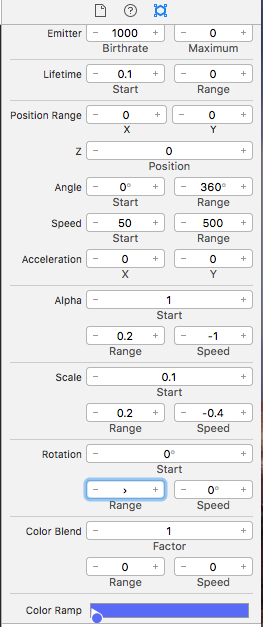 ?
Emitter - 1000 + - 0 +
Birthrate Maximum
Lifetime - 0.1 + - 0 +
Start Range
Position Range - 0 + - 0 +
X Y
Z - 0 +
Position
Angle - 0° + - 360° +
Start Range
Speed - 50 + - 500 +
Start Range
Acceleration - 0 + - 0 +
X Y
Alpha - 1 +
Start
- 0.2 + - -1 +
Range Speed
Scale - 0.1 +
Start
- 0.2 + - -0.4 +
Range Speed
Rotation - 0° +
Start
- › + - 0° +
Range Speed
Color Blend - 1 +
Factor
- 0 + - 0 +
Range Speed
Color Ramp